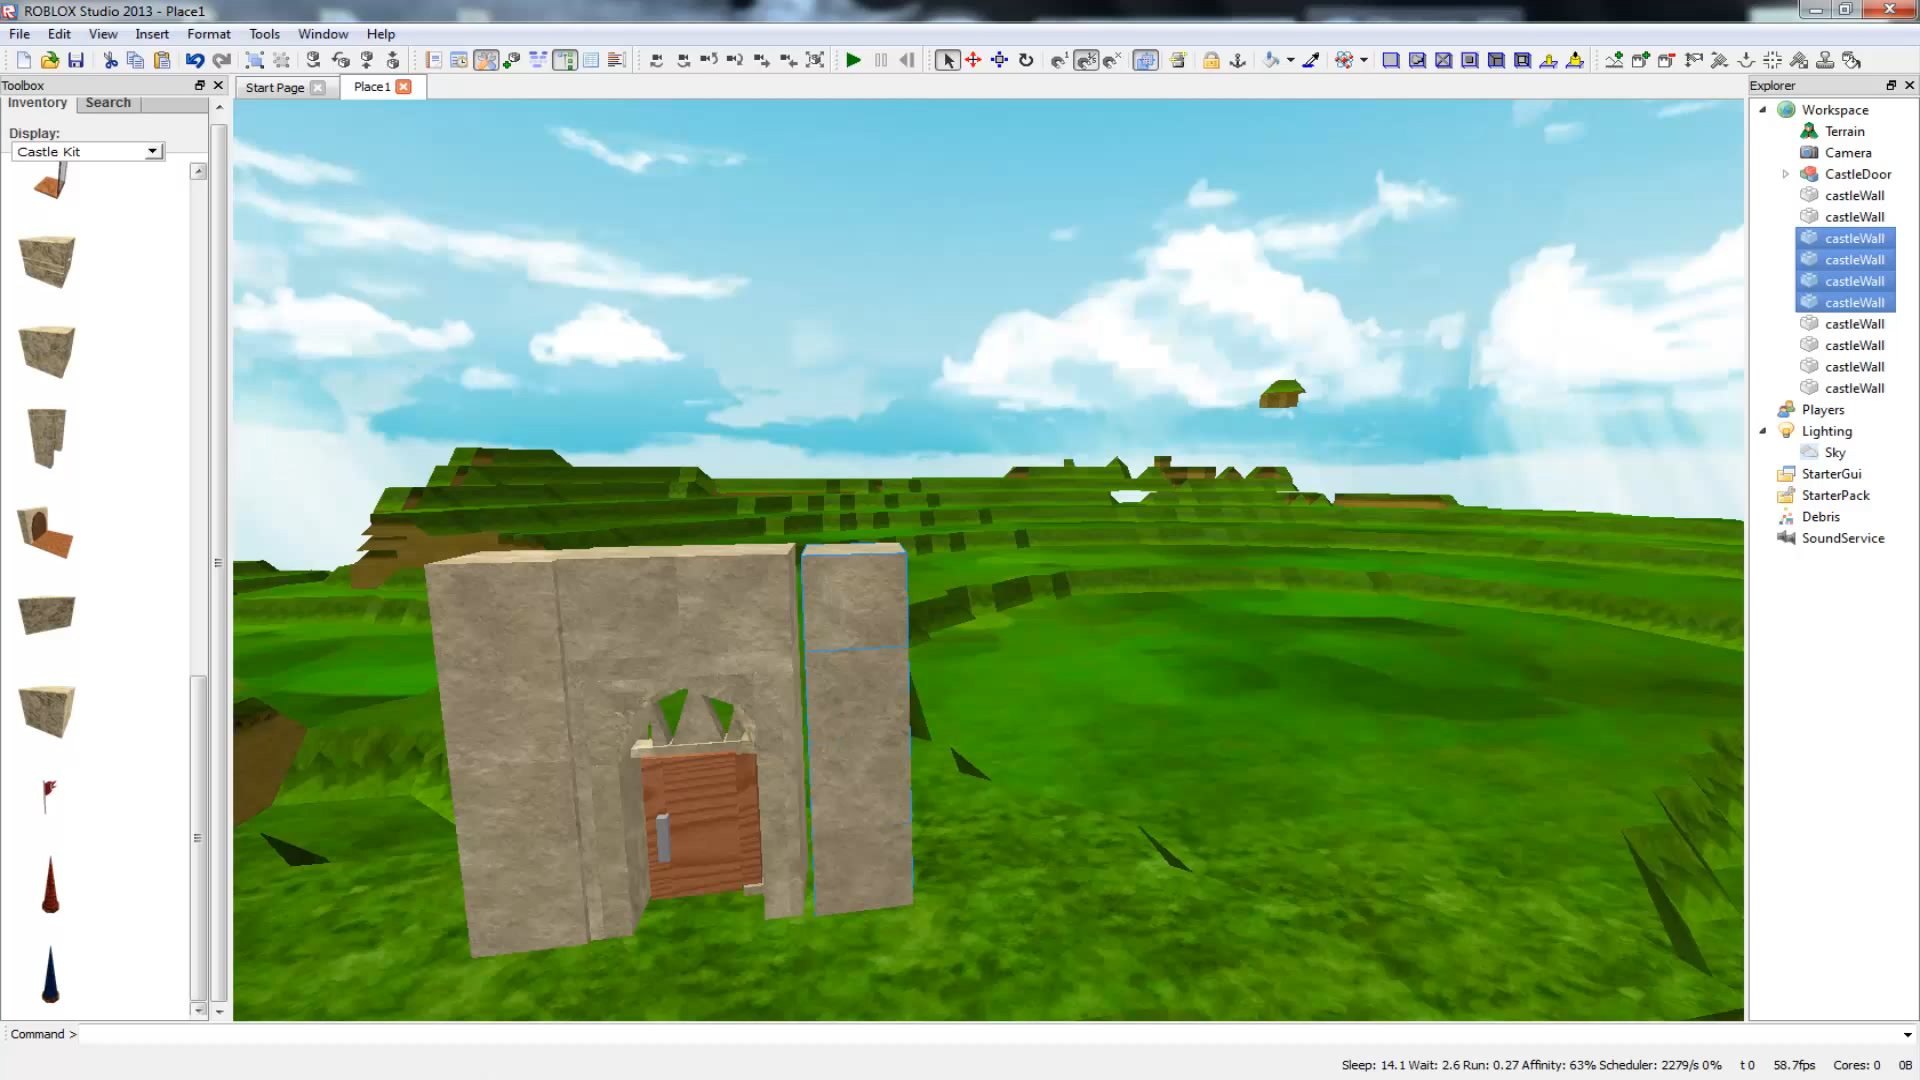 ROBLOX Studio 2013 - Place1
File Edit View Insert Format Tools Window Help
Toolbox
Inventory Search
Display:
Castle Kit
Start Page
Place1
Explorer
Workspace
Terrain
Camera
CastleDoor
castleWall
castleWall
castleWall
castleWall
castleWall
castleWall
castleWall
castleWall
castleWall
castleWall
Players
Lighting
Sky
StarterGui
StarterPack
Debris
SoundService
Command >
Sleep: 14.1 Wait: 2.6 Run: 0.27 Affinity: 63% Scheduler: 2279/s 0% t 0 58.7fps Cores: 0 0B